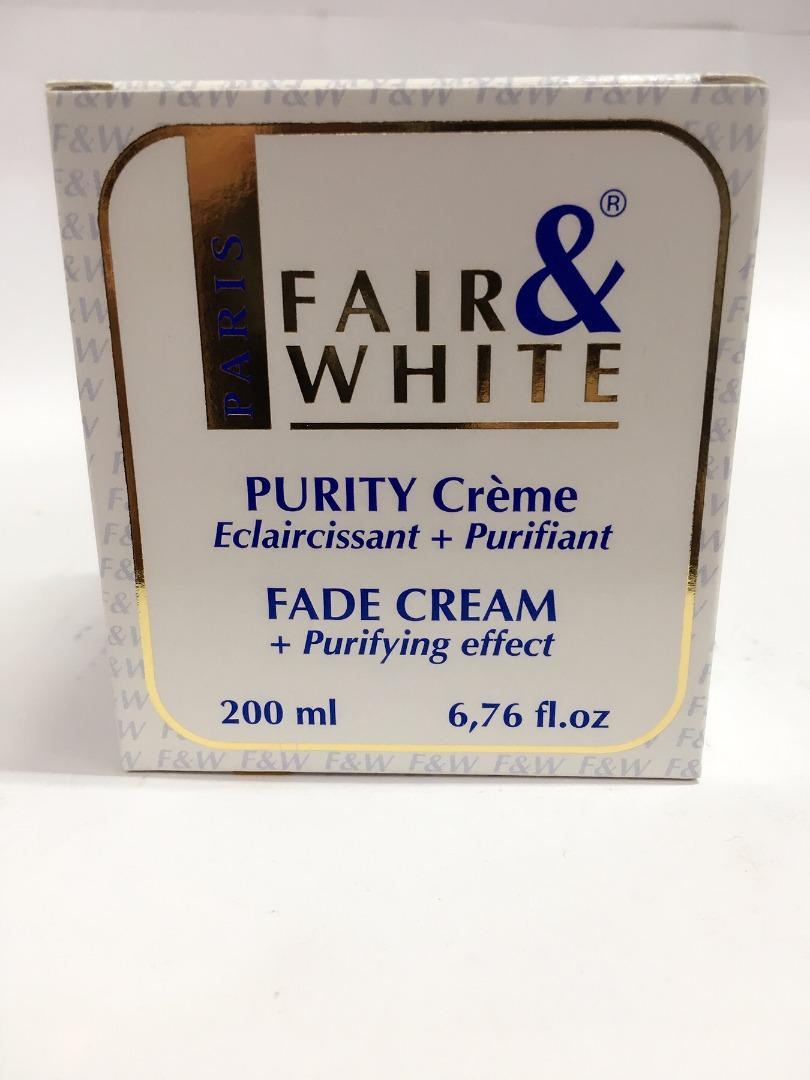 F&W F&W F&W F&W F&W F&W F&W F&W
PARIS
FAIR &®
WHITE
PURITY Crème
Eclaircissant + Purifiant
FADE CREAM
+ Purifying effect
200 ml 6,76 fl.oz
F&W F&W F&W F&W F&W F&W F&